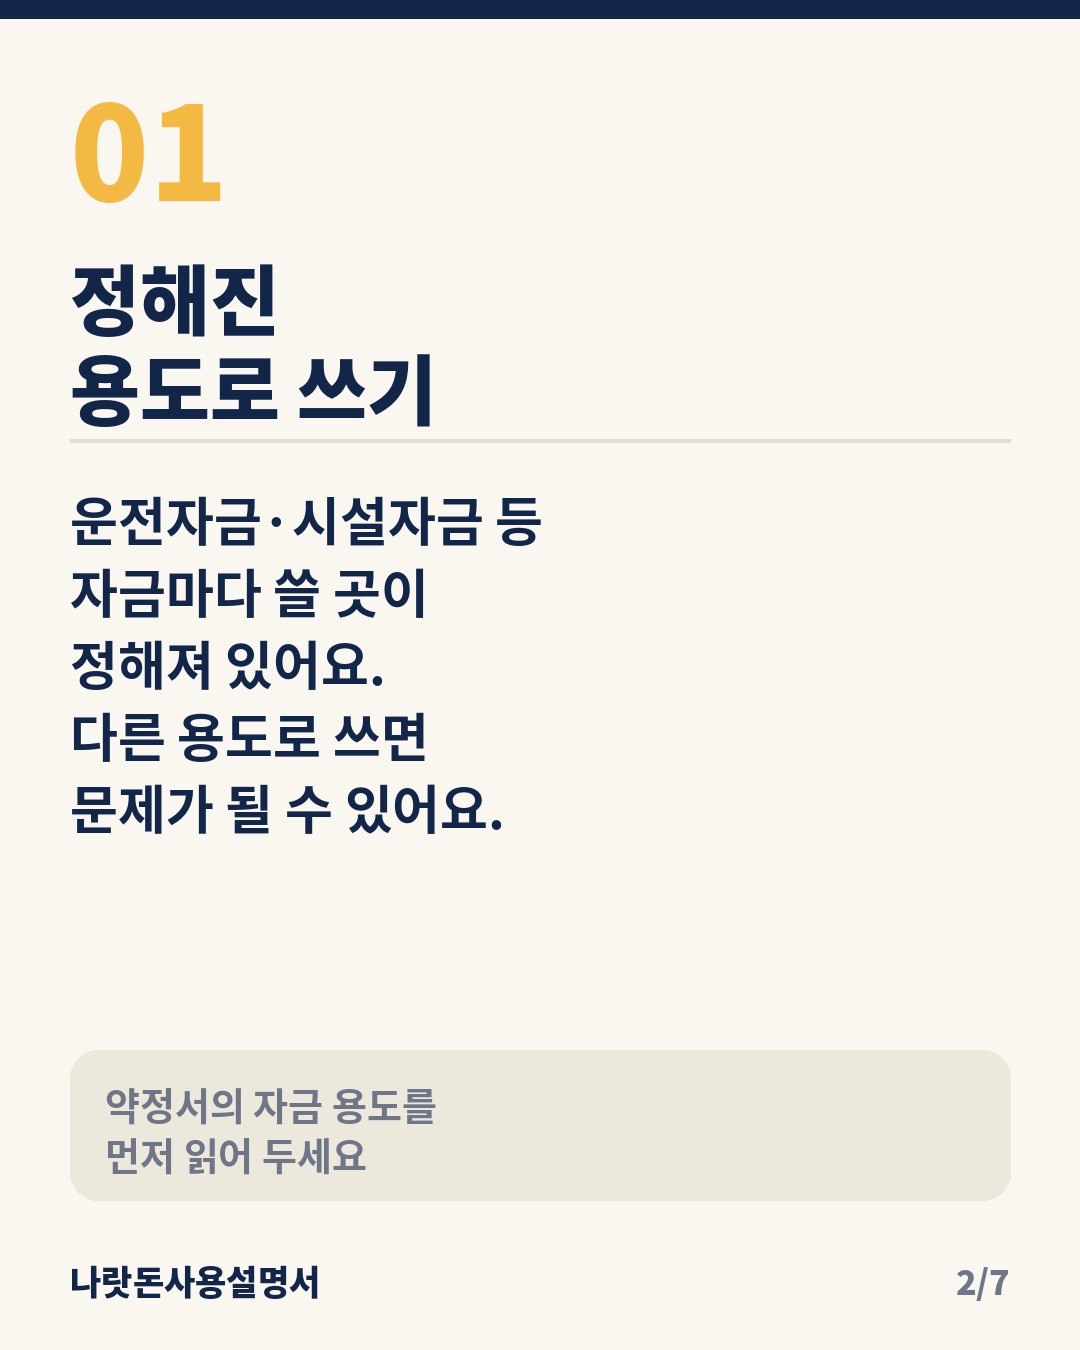 01
정해진
용도로 쓰기
운전자금·시설자금 등
자금마다 쓸 곳이
정해져 있어요.
다른 용도로 쓰면
문제가 될 수 있어요.
약정서의 자금 용도를
먼저 읽어 두세요
나랏돈사용설명서
2/7